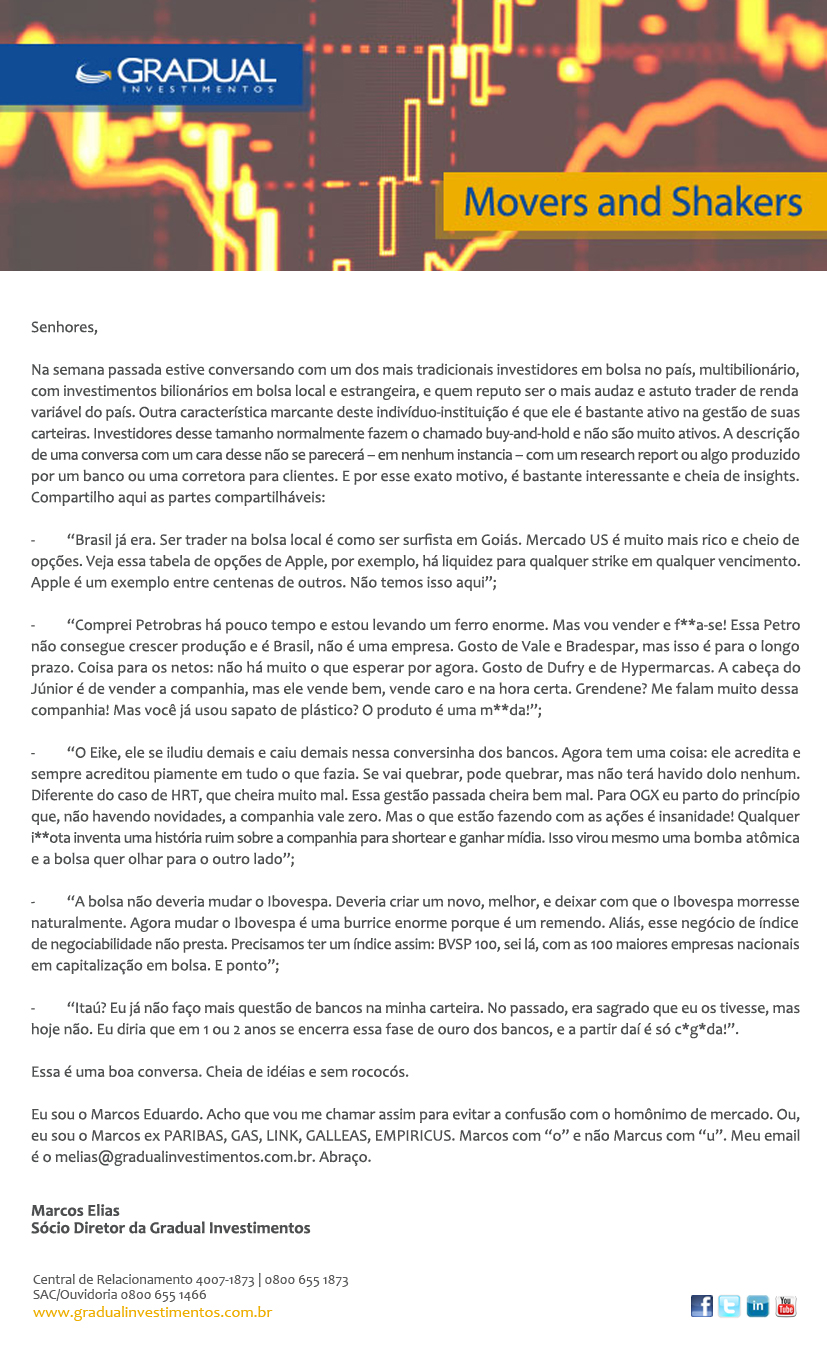 GRADUAL
INVESTIMENTOS
Movers and Shakers
Senhores,
Na semana passada estive conversando com um dos mais tradicionais investidores em bolsa no país, multibilionário,
com investimentos bilionários em bolsa local e estrangeira, e quem reputo ser o mais audaz e astuto trader de renda
variável do país. Outra característica marcante deste indivíduo-instituição é que ele é bastante ativo na gestão de suas
carteiras. Investidores desse tamanho normalmente fazem o chamado buy-and-hold e não são muito ativos. A descrição
de uma conversa com um cara desse não se parecerá – em nenhum instancia – com um research report ou algo produzido
por um banco ou uma corretora para clientes. E por esse exato motivo, é bastante interessante e cheia de insights.
Compartilho aqui as partes compartilháveis:
- “Brasil já era. Ser trader na bolsa local é como ser surfista em Goiás. Mercado US é muito mais rico e cheio de
opções. Veja essa tabela de opções de Apple, por exemplo, há liquidez para qualquer strike em qualquer vencimento.
Apple é um exemplo entre centenas de outros. Não temos isso aqui”;
- “Comprei Petrobras há pouco tempo e estou levando um ferro enorme. Mas vou vender e f**a-se! Essa Petro
não consegue crescer produção e é Brasil, não é uma empresa. Gosto de Vale e Bradespar, mas isso é para o longo
prazo. Coisa para os netos: não há muito o que esperar por agora. Gosto de Dufry e de Hypermarcas. A cabeça do
Júnior é de vender a companhia, mas ele vende bem, vende caro e na hora certa. Grendene? Me falam muito dessa
companhia! Mas você já usou sapato de plástico? O produto é uma m**da!”;
- “O Eike, ele se iludiu demais e caiu demais nessa conversinha dos bancos. Agora tem uma coisa: ele acredita e
sempre acreditou piamente em tudo o que fazia. Se vai quebrar, pode quebrar, mas não terá havido dolo nenhum.
Diferente do caso de HRT, que cheira muito mal. Essa gestão passada cheira bem mal. Para OGX eu parto do princípio
que, não havendo novidades, a companhia vale zero. Mas o que estão fazendo com as ações é insanidade! Qualquer
i**ota inventa uma história ruim sobre a companhia para shortear e ganhar mídia. Isso virou mesmo uma bomba atômica
e a bolsa quer olhar para o outro lado”;
- “A bolsa não deveria mudar o Ibovespa. Deveria criar um novo, melhor, e deixar com que o Ibovespa morresse
naturalmente. Agora mudar o Ibovespa é uma burrice enorme porque é um remendo. Aliás, esse negócio de índice
de negociabilidade não presta. Precisamos ter um índice assim: BVSP 100, sei lá, com as 100 maiores empresas nacionais
em capitalização em bolsa. E ponto”;
- “Itaú? Eu já não faço mais questão de bancos na minha carteira. No passado, era sagrado que eu os tivesse, mas
hoje não. Eu diria que em 1 ou 2 anos se encerra essa fase de ouro dos bancos, e a partir daí é só c*g*da!”.
Essa é uma boa conversa. Cheia de idéias e sem rococós.
Eu sou o Marcos Eduardo. Acho que vou me chamar assim para evitar a confusão com o homônimo de mercado. Ou,
eu sou o Marcos ex PARIBAS, GAS, LINK, GALLEAS, EMPIRICUS. Marcos com “o” e não Marcus com “u”. Meu email
é o melias@gradualinvestimentos.com.br. Abraço.
Marcos Elias
Sócio Diretor da Gradual Investimentos
Central de Relacionamento 4007-1873 | 0800 655 1873
SAC/Ouvidoria 0800 655 1466
www.gradualinvestimentos.com.br
f t in You Tube